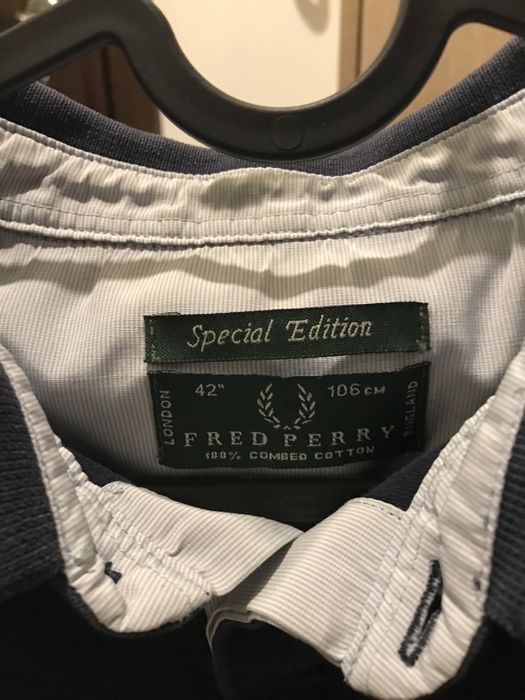 Special Edition
LONDON
42" 106 CM
ENGLAND
FRED PERRY
100% COMBED COTTON